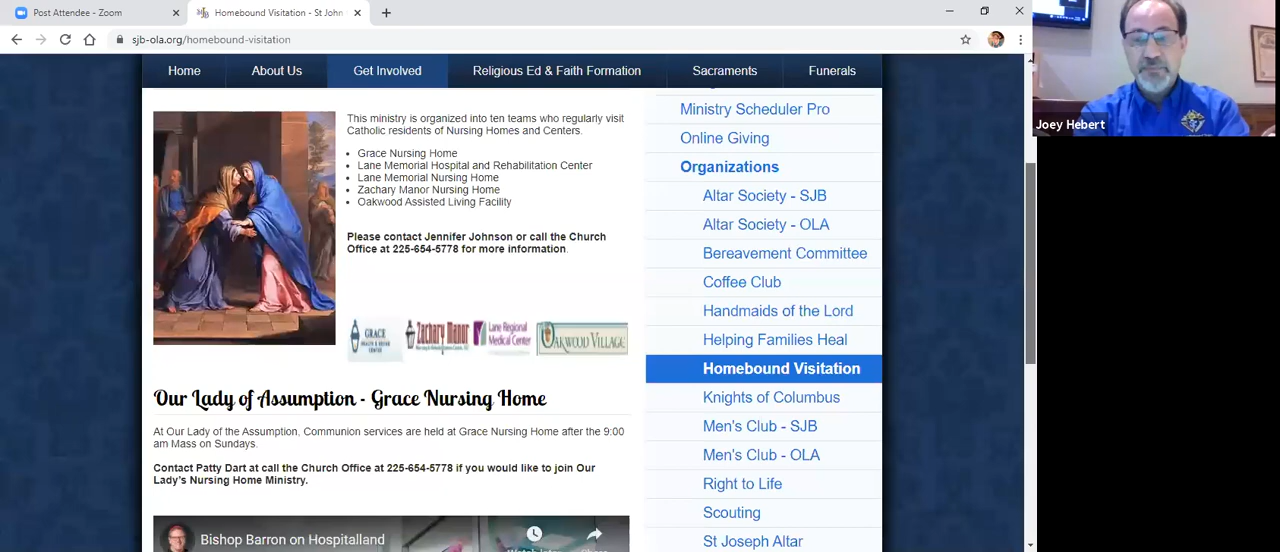 Post Attendee - Zoom
Homebound Visitation - St John
sjb-ola.org/homebound-visitation
Home
About Us
Get Involved
Religious Ed & Faith Formation
Sacraments
Funerals
This ministry is organized into ten teams who regularly visit
Catholic residents of Nursing Homes and Centers.
Grace Nursing Home
Lane Memorial Hospital and Rehabilitation Center
Lane Memorial Nursing Home
Zachary Manor Nursing Home
Oakwood Assisted Living Facility
Please contact Jennifer Johnson or call the Church
Office at 225-654-5778 for more information.
GRACE
Zachary Manor
Lane Regional
Medical Center
OAKWOOD VILLAGE
Our Lady of Assumption - Grace Nursing Home
At Our Lady of the Assumption, Communion services are held at Grace Nursing Home after the 9:00
am Mass on Sundays.
Contact Patty Dart at call the Church Office at 225-654-5778 if you would like to join Our
Lady's Nursing Home Ministry.
Bishop Barron on Hospitalland
Ministry Scheduler Pro
Online Giving
Organizations
Altar Society - SJB
Altar Society - OLA
Bereavement Committee
Coffee Club
Handmaids of the Lord
Helping Families Heal
Homebound Visitation
Knights of Columbus
Men's Club - SJB
Men's Club - OLA
Right to Life
Scouting
St Joseph Altar
Joey Hebert